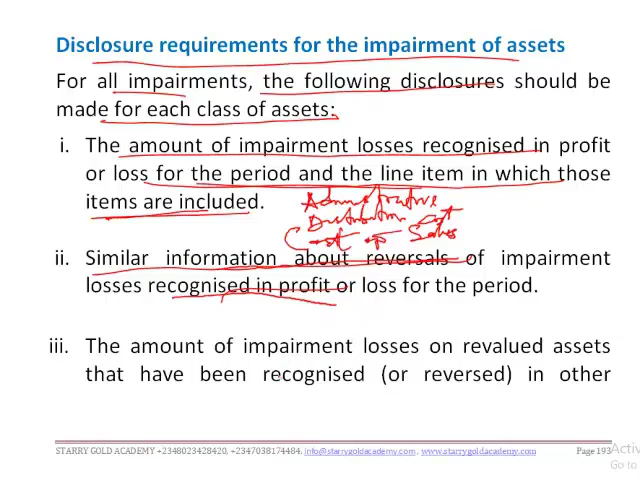 Disclosure requirements for the impairment of assets
For all impairments, the following disclosures should be
made for each class of assets:
i. The amount of impairment losses recognised in profit
or loss for the period and the line item in which those
items are included.
Administrative
Distribution cost
Cost of Sales
ii. Similar information about reversals of impairment
losses recognised in profit or loss for the period.
iii. The amount of impairment losses on revalued assets
that have been recognised (or reversed) in other
STARRY GOLD ACADEMY +2348023428420, +2347038174484, info@starrygoldacademy.com , www.starrygoldacademy.com Page 193
Activ
Go to